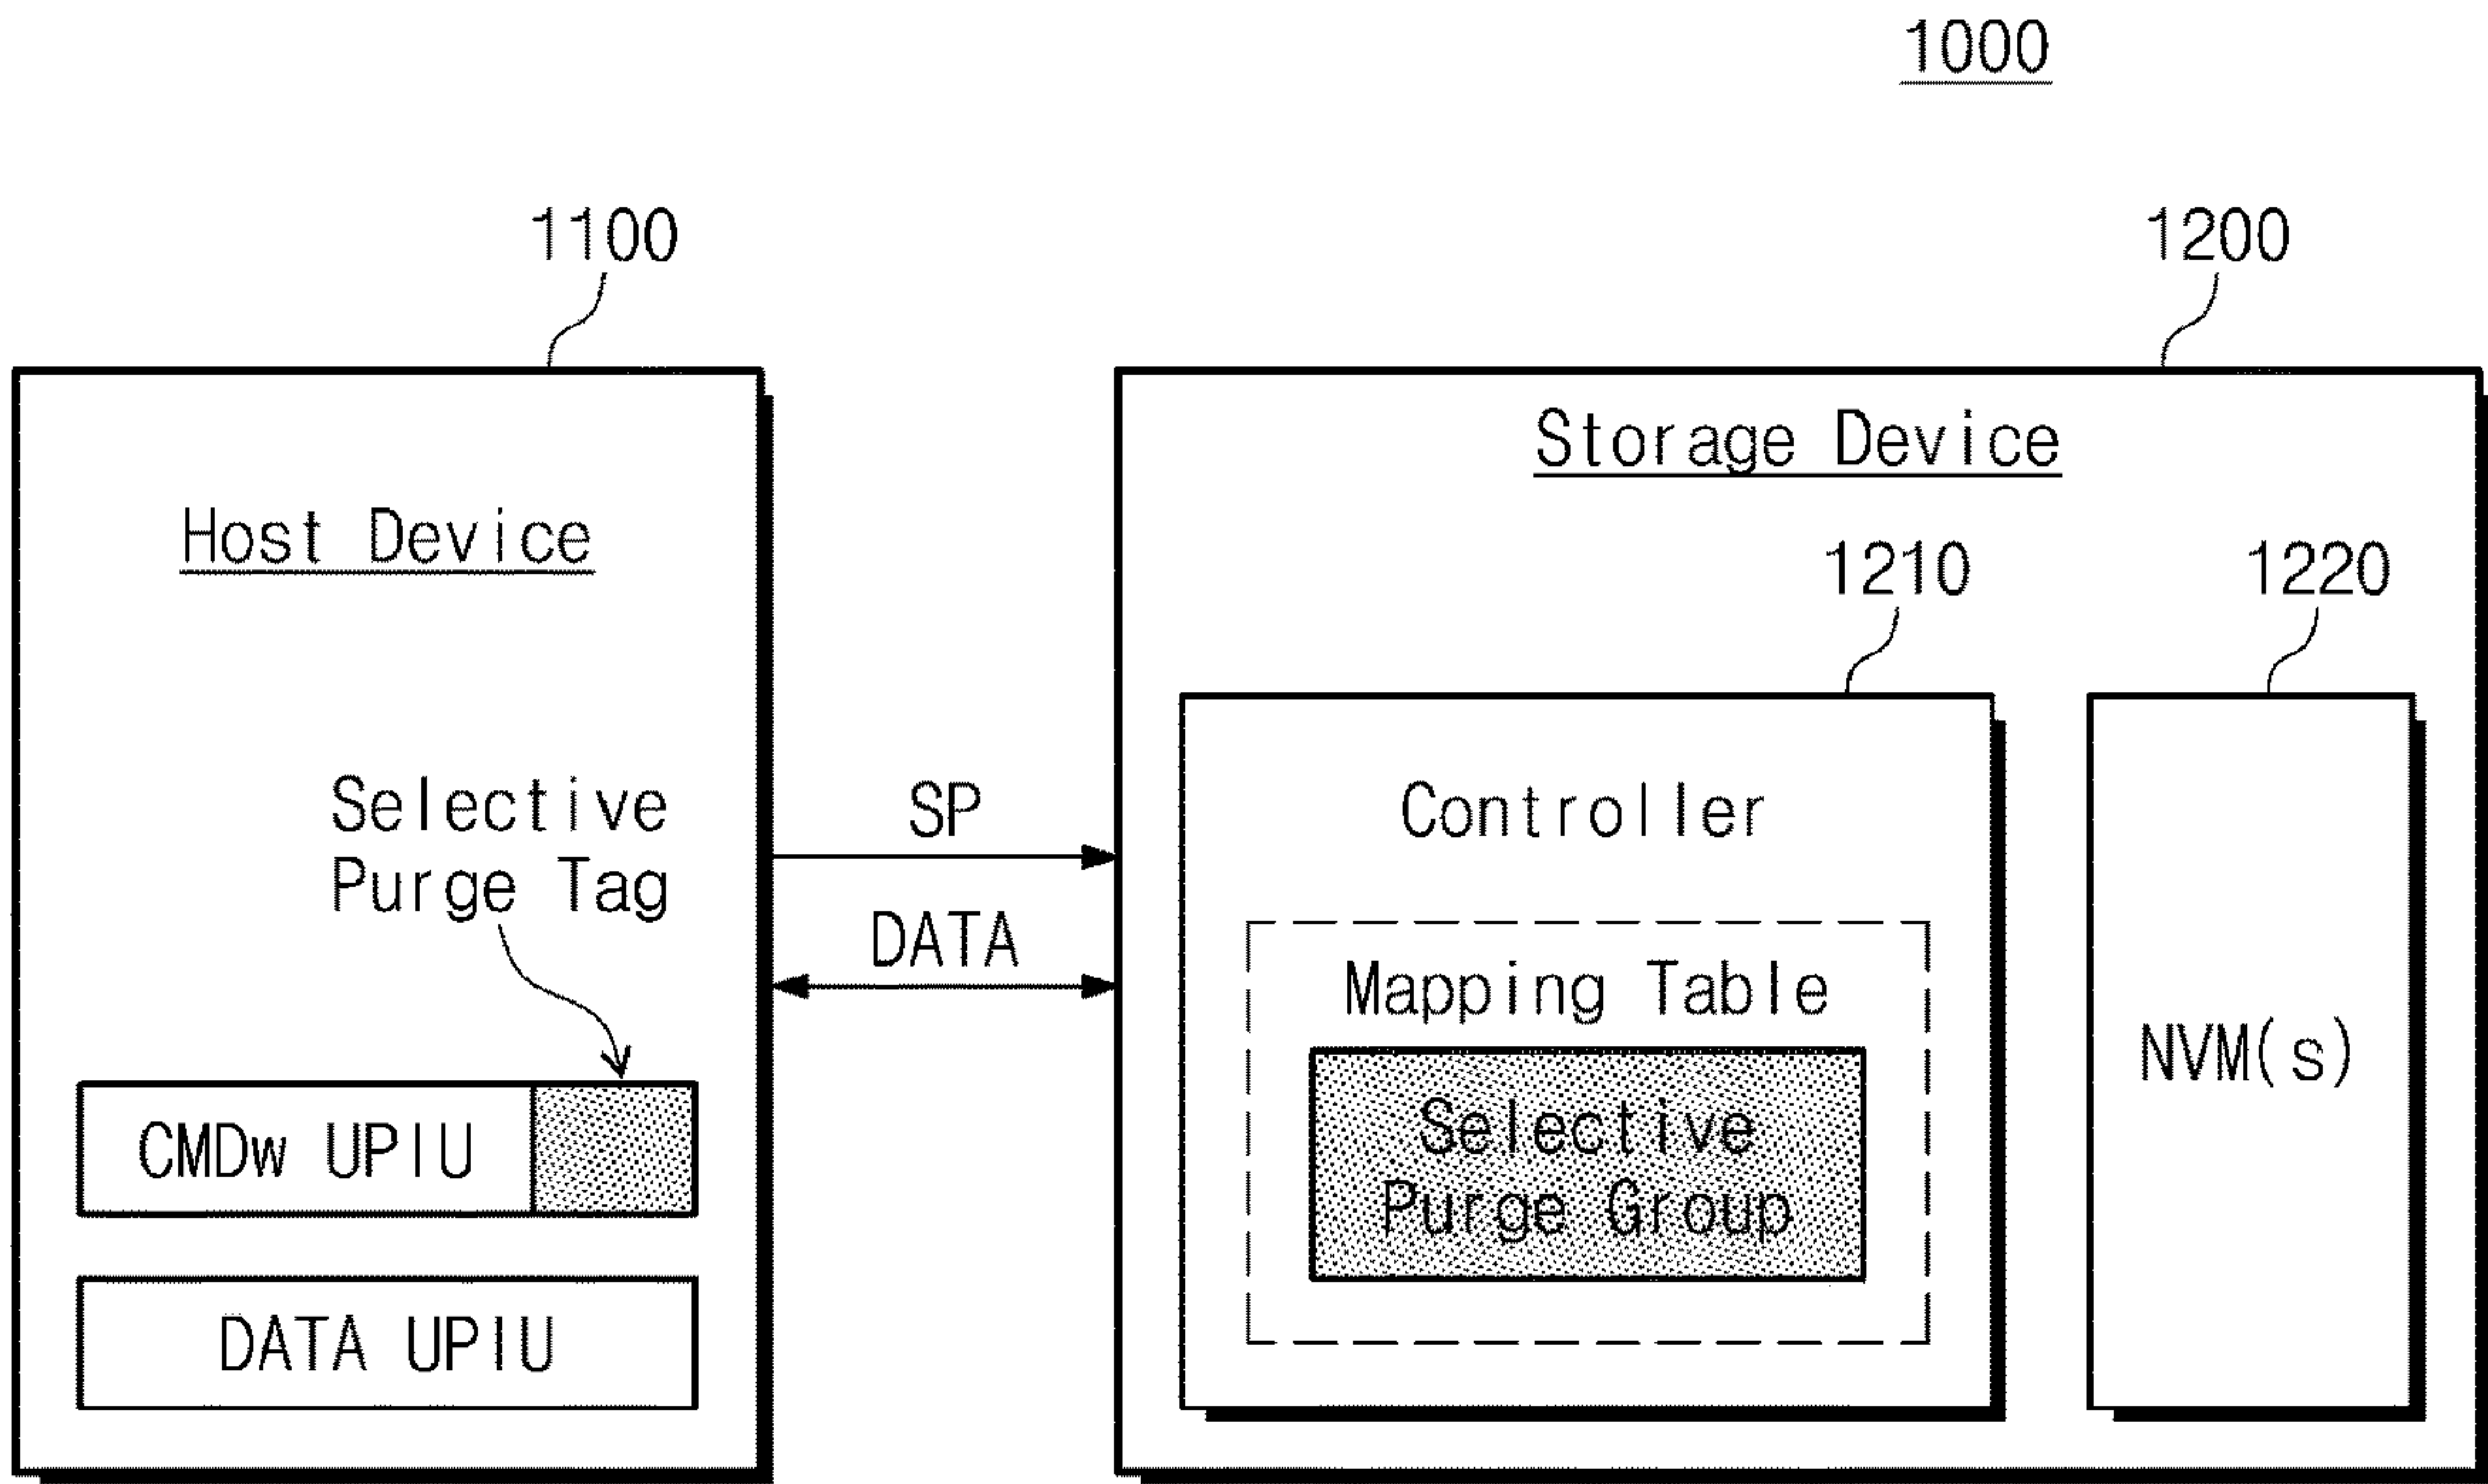 1000
1100
1200
Host Device
Storage Device
1210
1220
Selective
Purge Tag
SP
DATA
CMDw UPIU
DATA UPIU
Controller
Mapping Table
Selective
Purge Group
NVM(s)